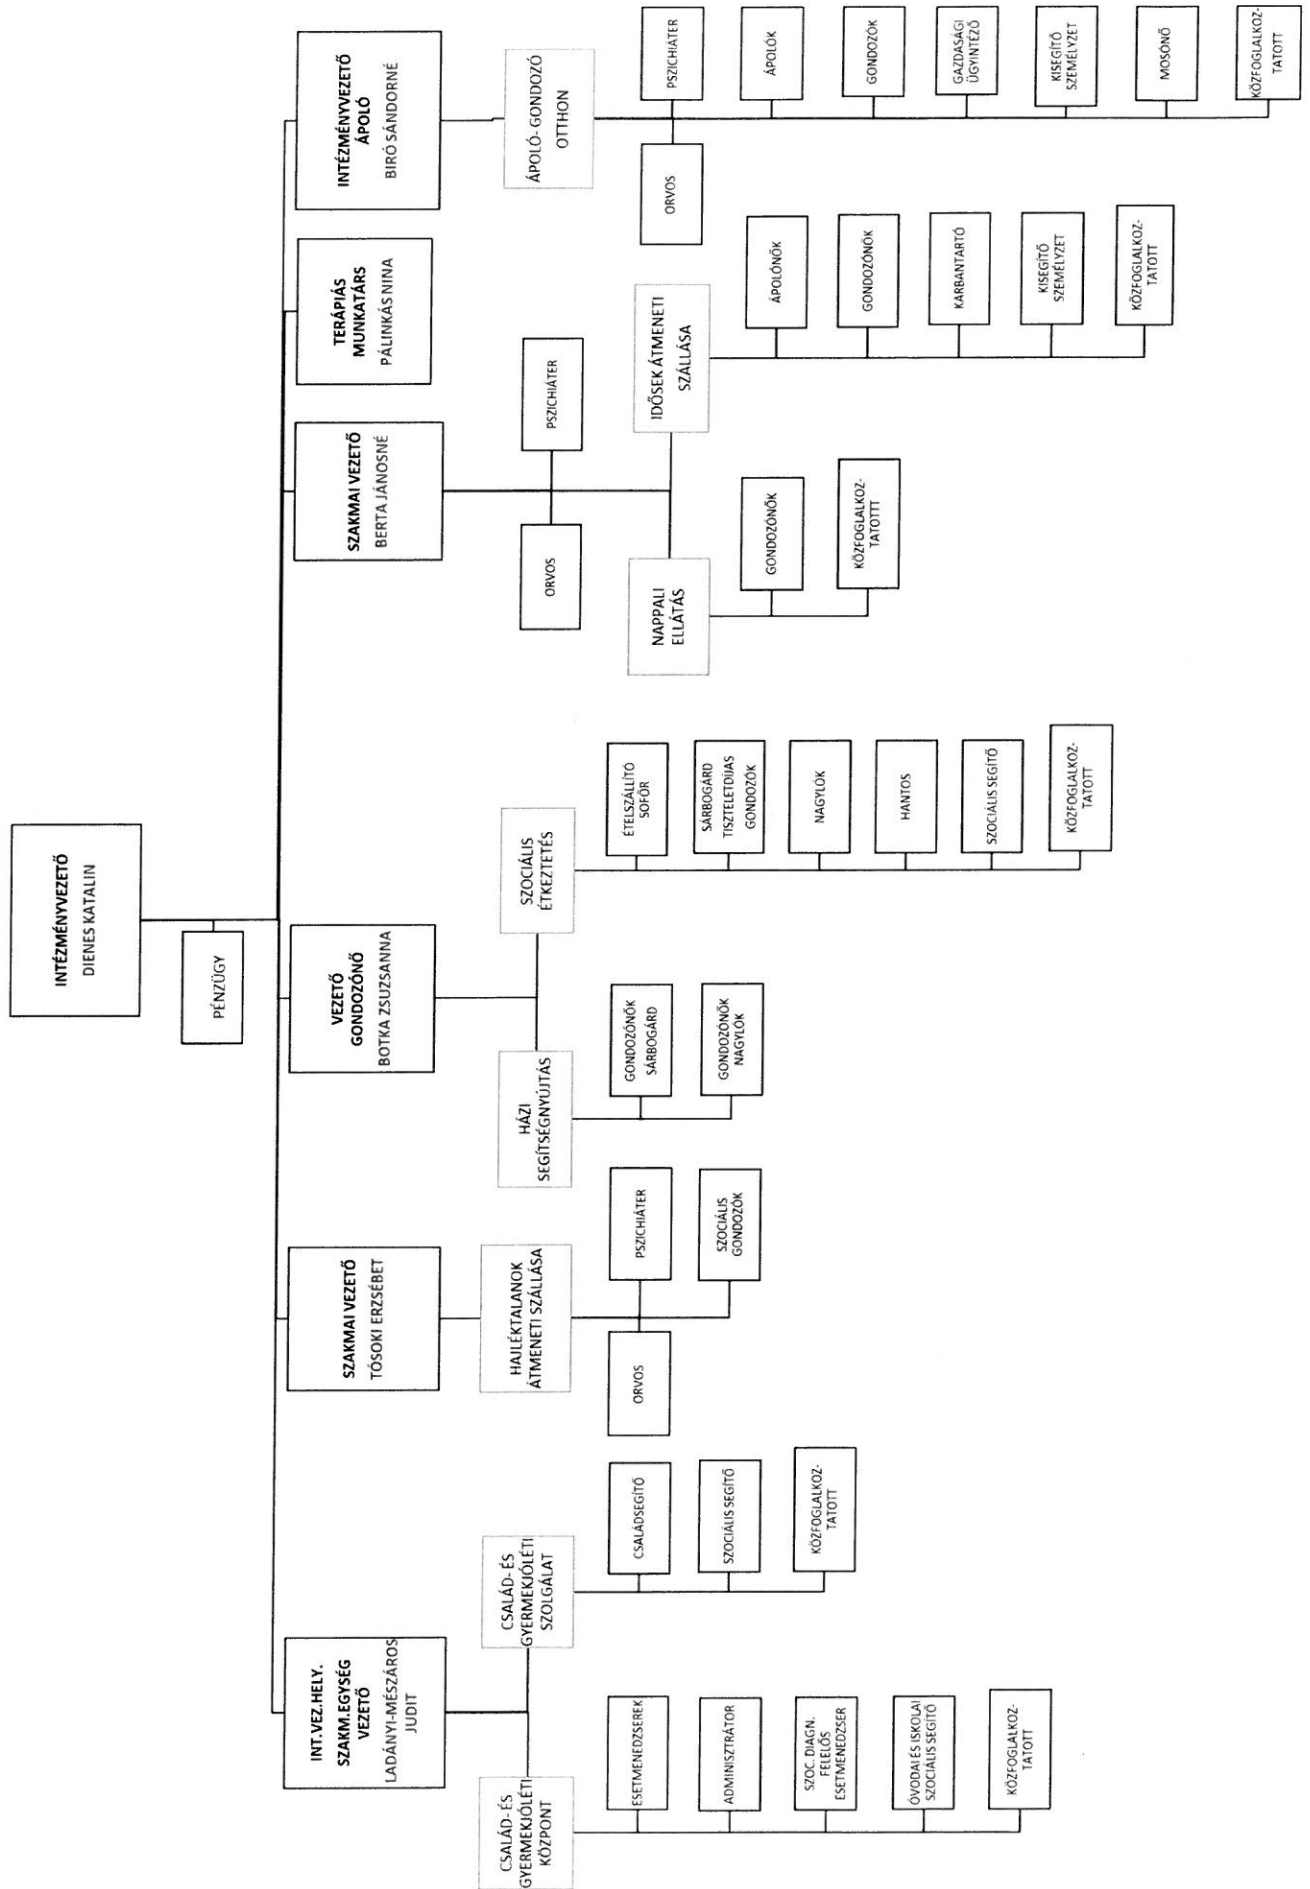 INTÉZMÉNYVEZETŐ
DIENES KATALIN
PÉNZÜGY
INT.VEZ.HELY.
SZAKM.EGYSÉG
VEZETŐ
LADÁNYI-MÉSZÁROS
JUDIT
CSALÁD- ÉS
GYERMEKJÓLÉTI
KÖZPONT
ESETMENEDZSEREK
ADMINISZTRÁTOR
SZOC. DIAGN.
FELELŐS
ESETMENEDZSER
ÓVODAI ÉS ISKOLAI
SZOCIÁLIS SEGÍTŐ
KÖZFOGLALKOZ-
TATOTT
CSALÁD- ÉS
GYERMEKJÓLÉTI
SZOLGÁLAT
CSALÁDSEGÍTŐ
SZOCIÁLIS SEGÍTŐ
KÖZFOGLALKOZ-
TATOTT
SZAKMAI VEZETŐ
TÓSOKI ERZSÉBET
HAJLÉKTALANOK
ÁTMENETI SZÁLLÁSA
ORVOS
PSZICHIÁTER
SZOCIÁLIS
GONDOZÓK
VEZETŐ
GONDOZÓNŐ
BOTKA ZSUZSANNA
HÁZI
SEGÍTSÉGNYÚJTÁS
GONDOZÓNŐK
SÁRBOGÁRD
GONDOZÓNŐK
NAGYLÓK
SZOCIÁLIS
ÉTKEZTETÉS
ÉTELSZÁLLÍTÓ
SOFŐR
SÁRBOGÁRD
TISZTELETDÍJAS
GONDOZÓK
NAGYLÓK
HANTOS
SZOCIÁLIS SEGÍTŐ
KÖZFOGLALKOZ-
TATOTT
SZAKMAI VEZETŐ
BERTA JÁNOSNÉ
ORVOS
PSZICHIÁTER
NAPPALI
ELLÁTÁS
GONDOZÓNŐK
KÖZFOGLALKOZ-
TATOTTT
IDŐSEK ÁTMENETI
SZÁLLÁSA
ÁPOLÓNŐK
GONDOZÓNŐK
KARBANTARTÓ
KISEGÍTŐ
SZEMÉLYZET
KÖZFOGLALKOZ-
TATOTT
TERÁPIÁS
MUNKATÁRS
PÁLINKÁS NINA
INTÉZMÉNYVEZETŐ
ÁPOLÓ
BIRÓ SÁNDORNÉ
ÁPOLÓ- GONDOZÓ
OTTHON
ORVOS
PSZICHIÁTER
ÁPOLÓK
GONDOZÓK
GAZDASÁGI
ÜGYINTÉZŐ
KISEGÍTŐ
SZEMÉLYZET
MOSÓNŐ
KÖZFOGLALKOZ-
TATOTT